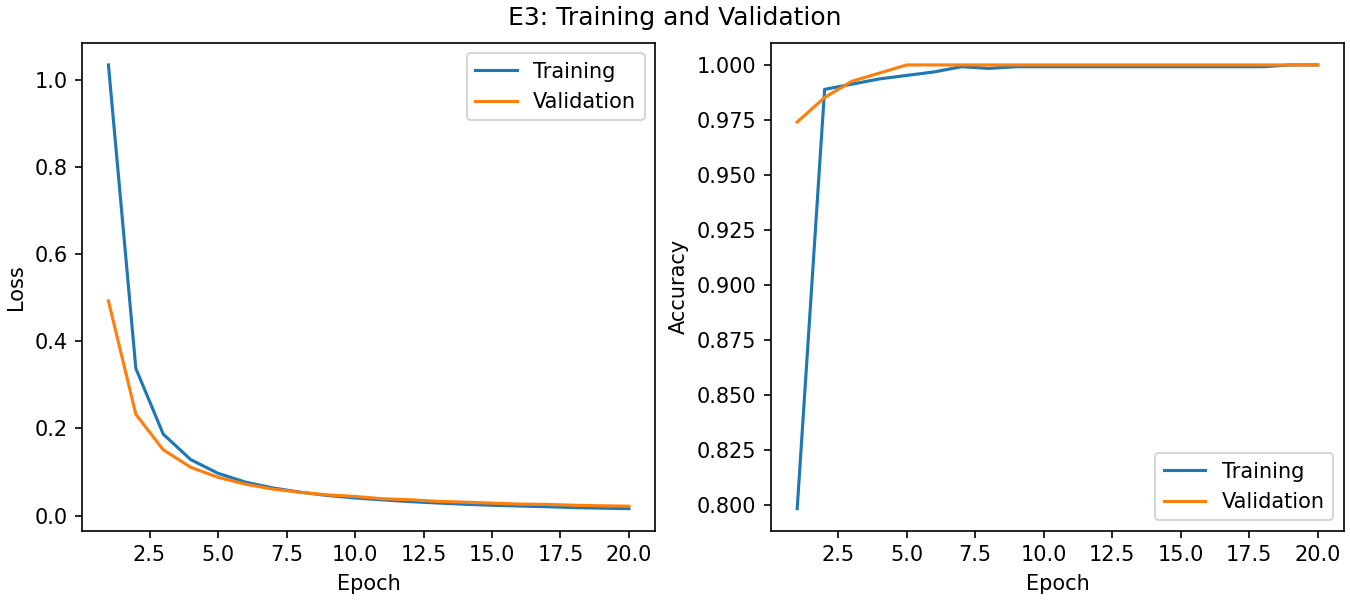 E3: Training and Validation
Loss
1.0
0.8
0.6
0.4
0.2
0.0
Training
Validation
2.5 5.0 7.5 10.0 12.5 15.0 17.5 20.0
Epoch
Accuracy
1.000
0.975
0.950
0.925
0.900
0.875
0.850
0.825
0.800
Training
Validation
2.5 5.0 7.5 10.0 12.5 15.0 17.5 20.0
Epoch